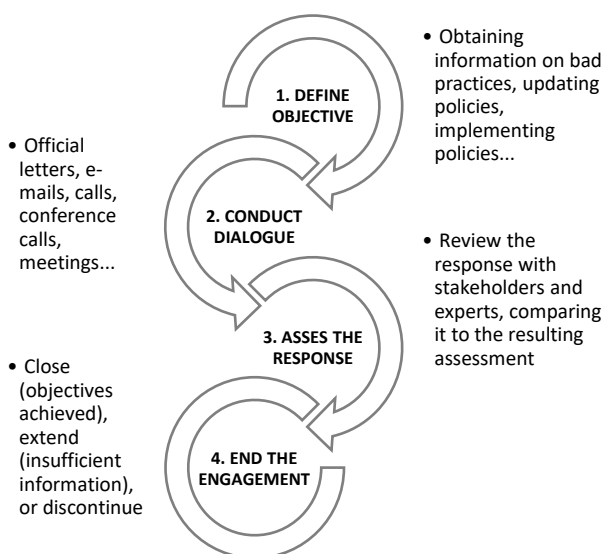 1. DEFINE
OBJECTIVE
• Obtaining
information on bad
practices, updating
policies,
implementing
policies...
• Official
letters, e-
mails, calls,
conference
calls,
meetings...
2. CONDUCT
DIALOGUE
3. ASSES THE
RESPONSE
• Review the
response with
stakeholders and
experts, comparing
it to the resulting
assessment
• Close
(objectives
achieved),
extend
(insufficient
information),
or discontinue
4. END THE
ENGAGEMENT